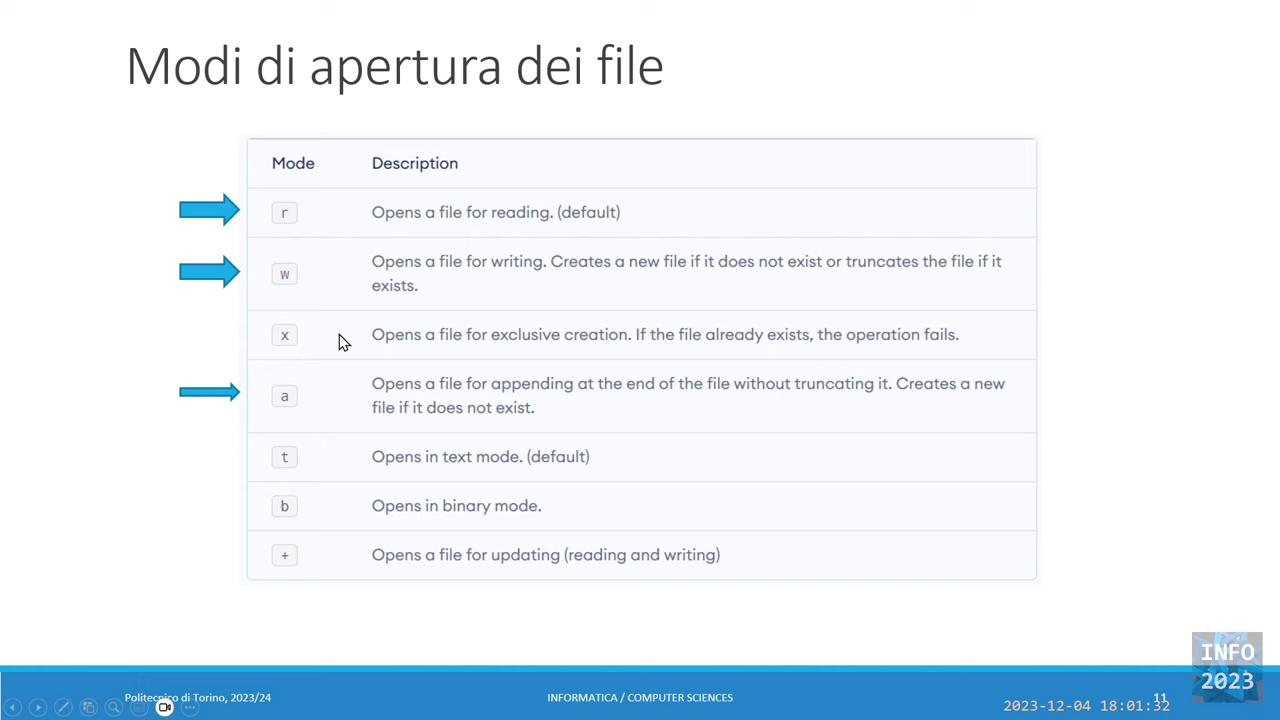 Modi di apertura dei file
Mode Description
r Opens a file for reading. (default)
w Opens a file for writing. Creates a new file if it does not exist or truncates the file if it
exists.
x Opens a file for exclusive creation. If the file already exists, the operation fails.
a Opens a file for appending at the end of the file without truncating it. Creates a new
file if it does not exist.
t Opens in text mode. (default)
b Opens in binary mode.
+ Opens a file for updating (reading and writing)
INFO
2023
Politecnico di Torino, 2023/24 INFORMATICA / COMPUTER SCIENCES 11
2023-12-04 18:01:32